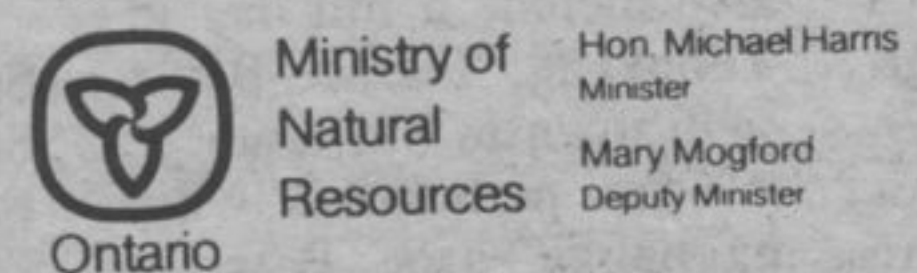 Ontario
Ministry of
Natural
Resources
Hon. Michael Harris
Minister
Mary Mogford
Deputy Minister